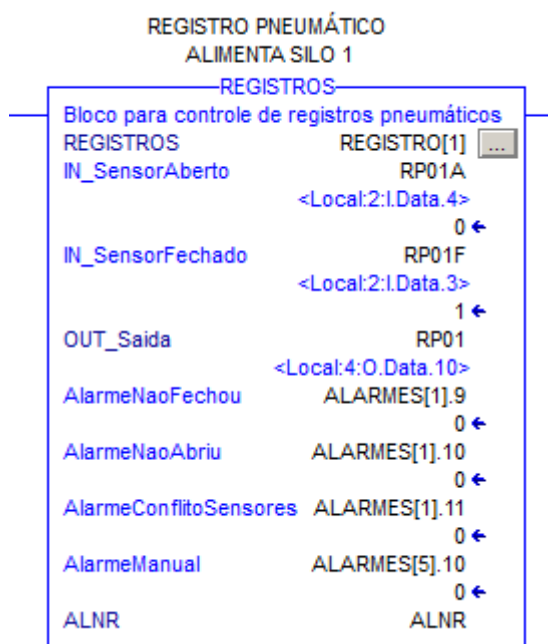 REGISTRO PNEUMÁTICO
ALIMENTA SILO 1
REGISTROS
Bloco para controle de registros pneumáticos
REGISTROS REGISTRO[1] ...
IN_SensorAberto RP01A
<Local:2:I.Data.4>
0
IN_SensorFechado RP01F
<Local:2:I.Data.3>
1
OUT_Saida RP01
<Local:4:O.Data.10>
AlarmeNaoFechou ALARMES[1].9
0
AlarmeNaoAbriu ALARMES[1].10
0
AlarmeConflitoSensores ALARMES[1].11
0
AlarmeManual ALARMES[5].10
0
ALNR ALNR